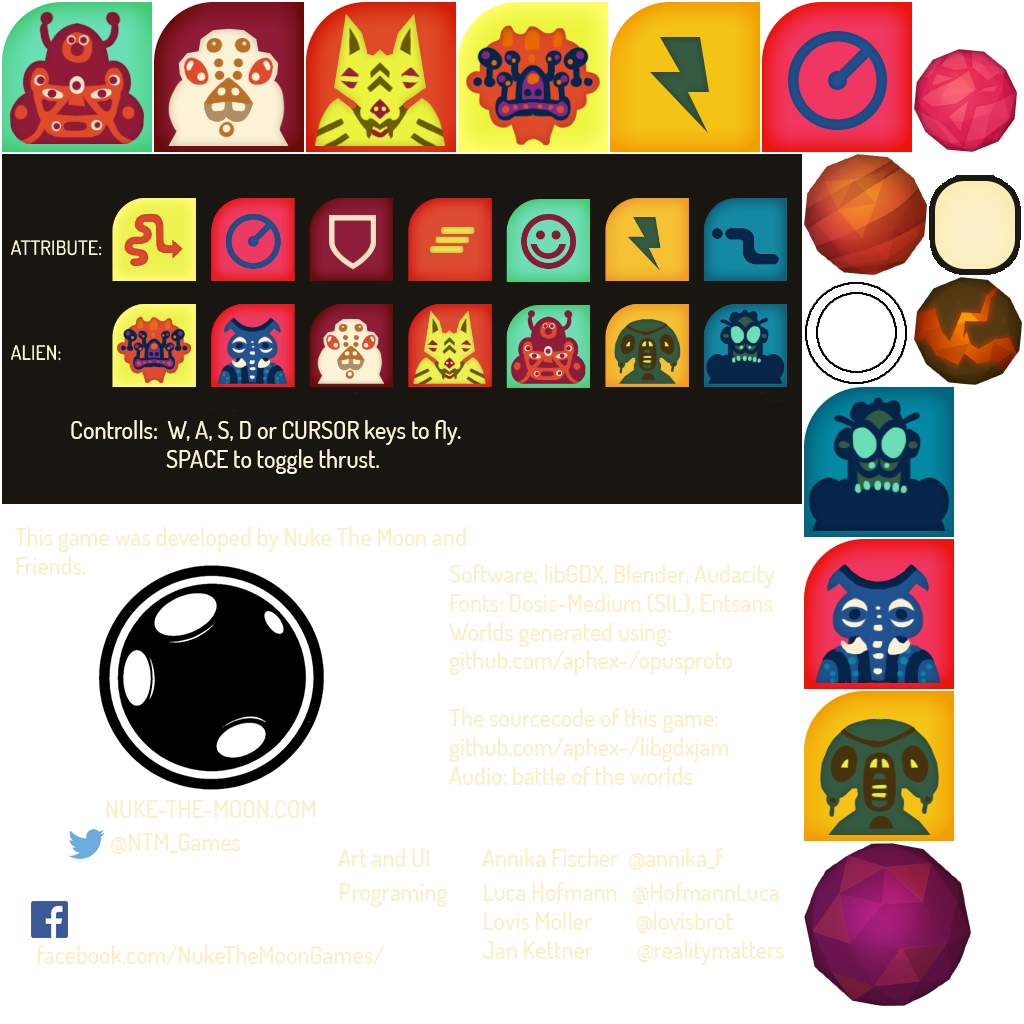 ATTRIBUTE:
ALIEN:
Controlls: W, A, S, D or CURSOR keys to fly.
SPACE to toggle thrust.
This game was developed by Nuke The Moon and
Friends.
Software; libGDX, Blender, Audacity
Fonts: Dosis-Medium (SIL), Entsans
Worlds generated using:
github.com/aphex-/opusproto
The sourcecode of this game:
github.com/aphex-/libgdxjam
Audio: battle of the worlds
NUKE-THE-MOON.COM
@NTM_Games
Art and UI Annika Fischer @annika_f
Programing Luca Hofmann @HofmannLuca
Lovis Möller @lovisbrot
Jan Kettner @realitymatters
facebook.com/NukeTheMoonGames/